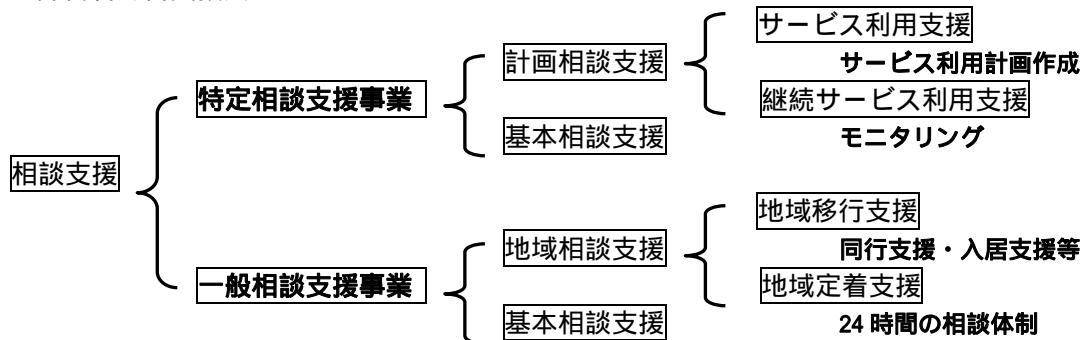 サービス利用支援
計画相談支援
サービス利用計画作成
特定相談支援事業
継続サービス利用支援
基本相談支援
モニタリング
相談支援
地域移行支援
地域相談支援
同行支援・入居支援等
一般相談支援事業
地域定着支援
基本相談支援
24 時間の相談体制